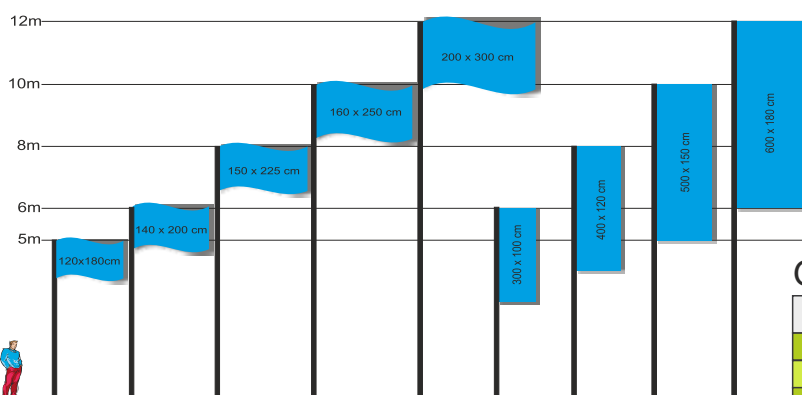 12m
200 x 300 cm
10m
160 x 250 cm
8m
150 x 225 cm
6m
140 x 200 cm
5m
120x180cm
300 x 100 cm
400 x 120 cm
500 x 150 cm
600 x 180 cm